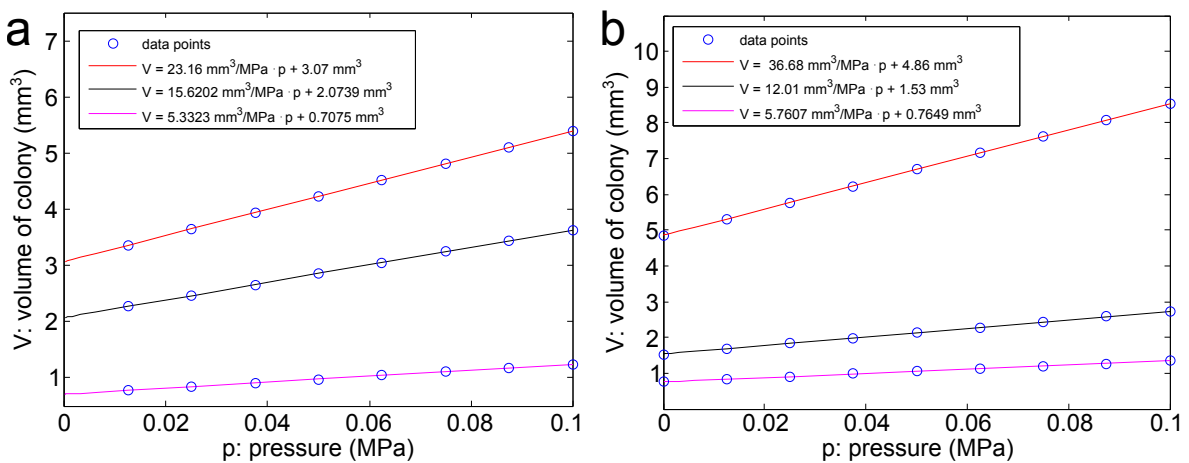 a
7
6
5
4
3
2
1
V: volume of colony (mm³)
data points
V = 23.16 mm³/MPa · p + 3.07 mm³
V = 15.6202 mm³/MPa · p + 2.0739 mm³
V = 5.3323 mm³/MPa · p + 0.7075 mm³
0 0.02 0.04 0.06 0.08 0.1
p: pressure (MPa)
b
10
9
8
7
6
5
4
3
2
1
V: volume of colony (mm³)
data points
V = 36.68 mm³/MPa · p + 4.86 mm³
V = 12.01 mm³/MPa · p + 1.53 mm³
V = 5.7607 mm³/MPa · p + 0.7649 mm³
0 0.02 0.04 0.06 0.08 0.1
p: pressure (MPa)